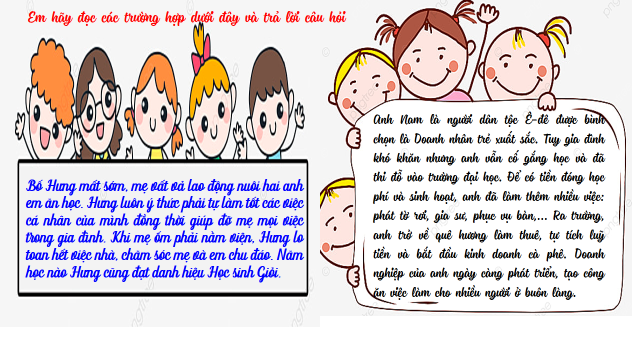 Em hãy đọc các trường hợp dưới đây và trả lời câu hỏi
Bố Hưng mất sớm, mẹ vất vả lao động nuôi hai anh
em ăn học. Hưng luôn ý thức phải tự làm tốt các việc
cá nhân của mình đồng thời giúp đỡ mẹ mọi việc
trong gia đình. Khi mẹ ốm phải nằm viện, Hưng lo
toan hết việc nhà, chăm sóc mẹ và em chu đáo. Năm
học nào Hưng cũng đạt danh hiệu Học sinh Giỏi.
Anh Nam là người dân tộc Ê-đê được bình
chọn là Doanh nhân trẻ xuất sắc. Tuy gia đình
khó khăn nhưng anh vẫn cố gắng học và đã
thi đỗ vào trường đại học. Để có tiền đóng học
phí và sinh hoạt, anh đã làm thêm nhiều việc:
phát tờ rơi, gia sư, phục vụ bàn,... Ra trường,
anh trở về quê hương làm thuê, tự tích luỹ
tiền và bắt đầu kinh doanh cà phê. Doanh
nghiệp của anh ngày càng phát triển, tạo công
ăn việc làm cho nhiều người ở buôn làng.